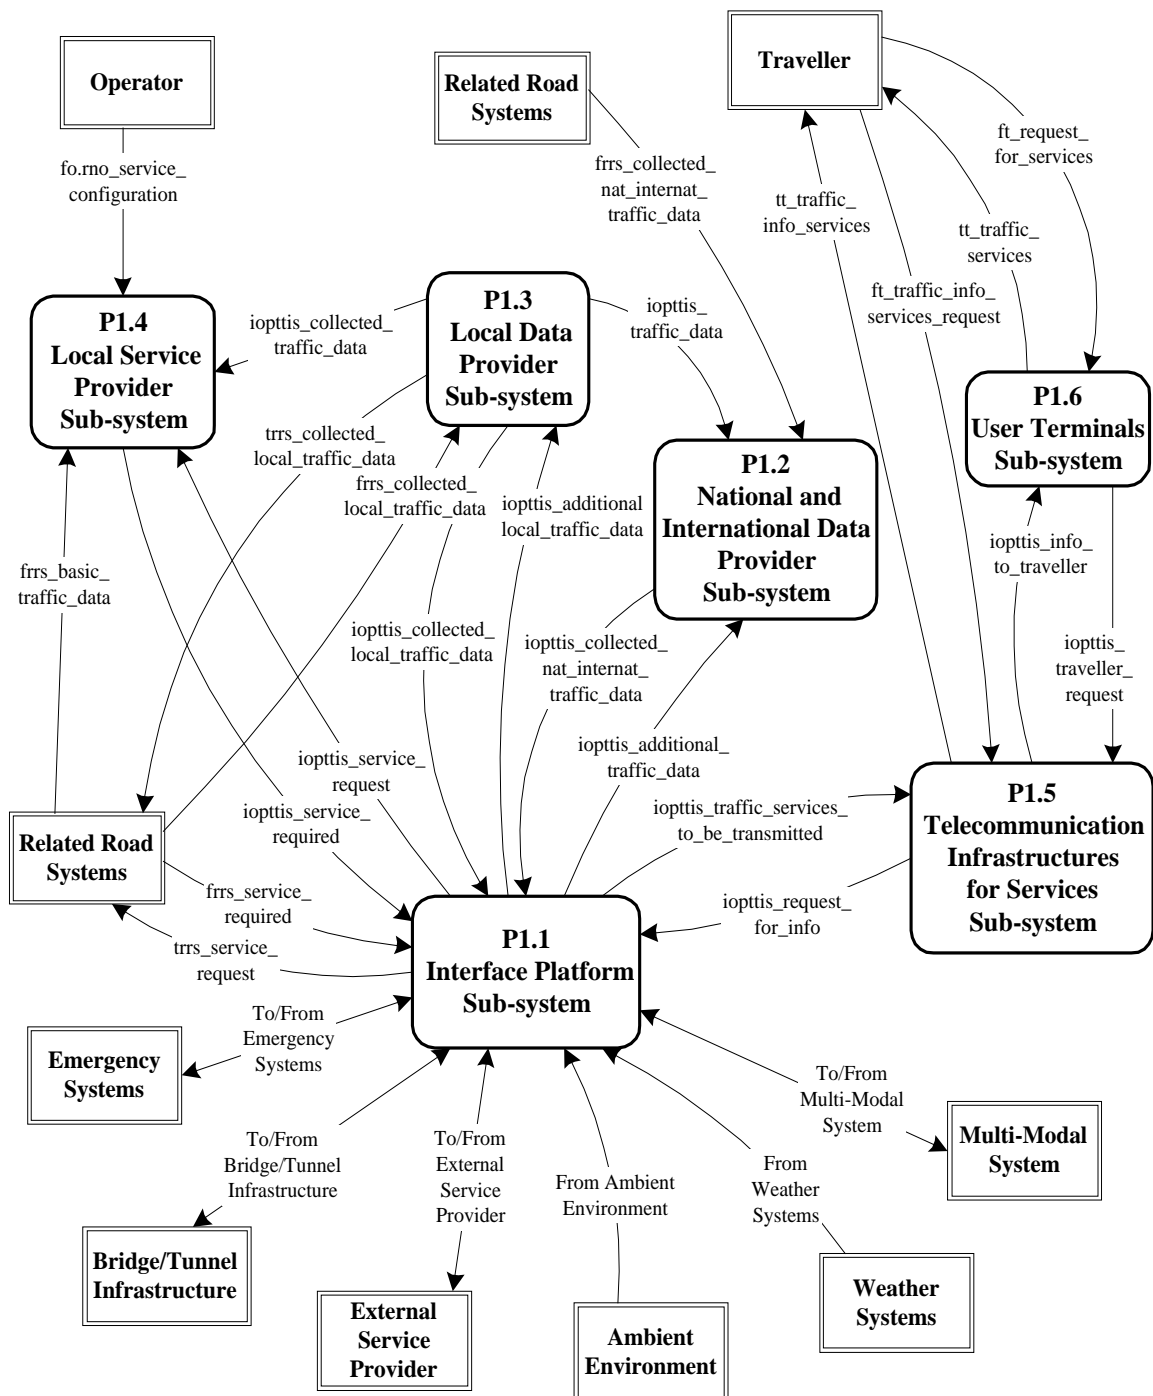 Operator
Related Road
Systems
Traveller
fo.rno_service_
configuration
frrs_collected_
nat_internat_
traffic_data
tt_traffic_
info_services
ft_request_
for_services
tt_traffic_
services
ft_traffic_info_
services_request
P1.4
Local Service
Provider
Sub-system
iopttis_collected_
traffic_data
P1.3
Local Data
Provider
Sub-system
iopttis_
traffic_data
P1.6
User Terminals
Sub-system
trrs_collected_
local_traffic_data
frrs_collected_
local_traffic_data
iopttis_additional
local_traffic_data
P1.2
National and
International Data
Provider
Sub-system
iopttis_info_
to_traveller
frrs_basic_
traffic_data
iopttis_collected_
local_traffic_data
iopttis_collected_
nat_internat_
traffic_data
iopttis_
traveller_
request
iopttis_service_
request
iopttis_additional_
traffic_data
iopttis_service_
required
iopttis_traffic_services_
to_be_transmitted
P1.5
Telecommunication
Infrastructures
for Services
Sub-system
Related Road
Systems
frrs_service_
required
iopttis_request_
for_info
trrs_service_
request
P1.1
Interface Platform
Sub-system
To/From
Emergency
Systems
Emergency
Systems
To/From
Multi-Modal
System
Multi-Modal
System
To/From
Bridge/Tunnel
Infrastructure
To/From
External
Service
Provider
From Ambient
Environment
From
Weather
Systems
Bridge/Tunnel
Infrastructure
Weather
Systems
External
Service
Provider
Ambient
Environment